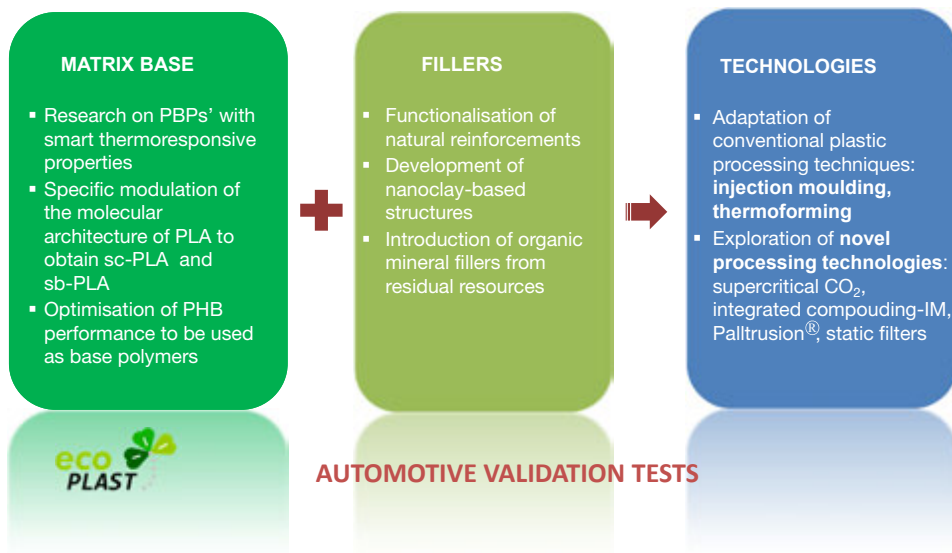 MATRIX BASE
▪ Research on PBPs’ with
smart thermoresponsive
properties
▪ Specific modulation of
the molecular
architecture of PLA to
obtain sc-PLA and
sb-PLA
▪ Optimisation of PHB
performance to be used
as base polymers
FILLERS
▪ Functionalisation of
natural reinforcements
▪ Development of
nanoclay-based
structures
▪ Introduction of organic
mineral fillers from
residual resources
TECHNOLOGIES
▪ Adaptation of
conventional plastic
processing techniques:
injection moulding,
thermoforming
▪ Exploration of novel
processing technologies:
supercritical CO₂,
integrated compouding-IM,
Palltrusion®, static filters
eco
PLAST
AUTOMOTIVE VALIDATION TESTS